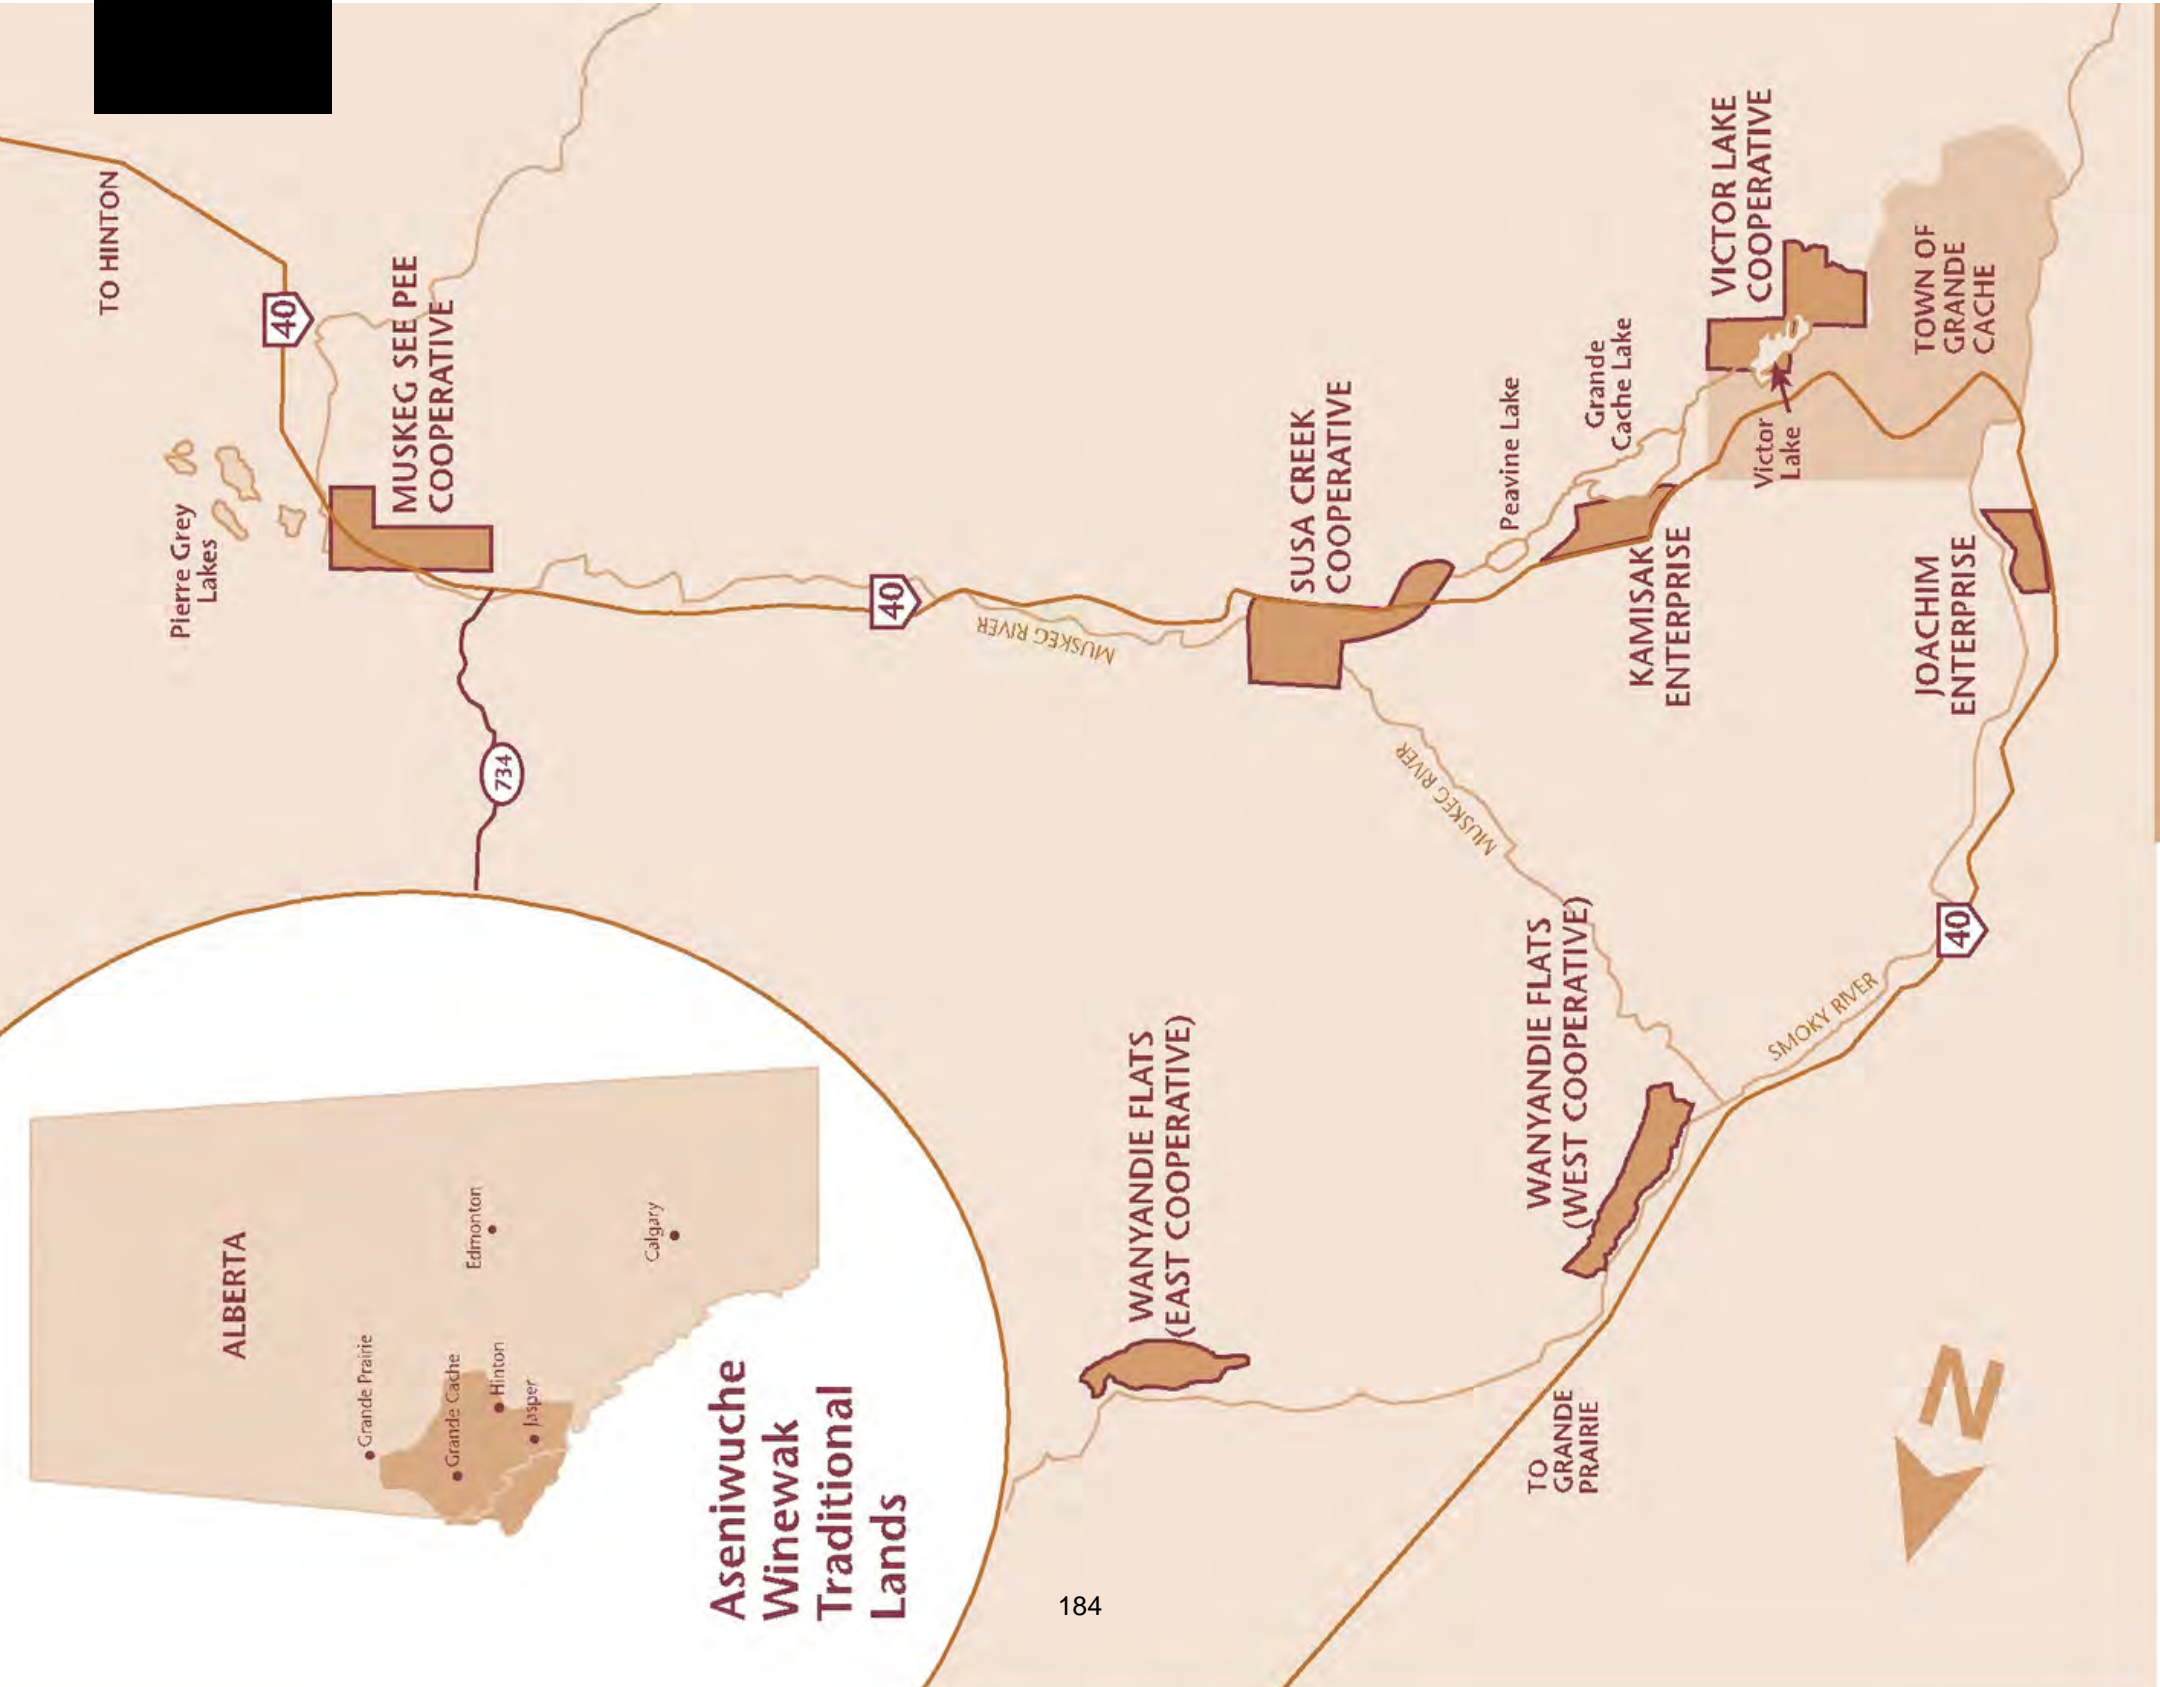 ALBERTA
Grande Prairie
Grande Cache
Edmonton
Hinton
Jasper
Calgary
Aseniwuche
Winewak
Traditional
Lands
TO HINTON
40
Pierre Grey
Lakes
MUSKEG SEE PEE
COOPERATIVE
734
40
MUSKEG RIVER
SUSA CREEK
COOPERATIVE
Peavine Lake
Grande
Cache Lake
KAMISAK
ENTERPRISE
VICTOR LAKE
COOPERATIVE
Victor
Lake
TOWN OF
GRANDE
CACHE
JOACHIM
ENTERPRISE
MUSKEG RIVER
WANYANDIE FLATS
(EAST COOPERATIVE)
WANYANDIE FLATS
(WEST COOPERATIVE)
SMOKY RIVER
40
TO
GRANDE
PRAIRIE
N
184